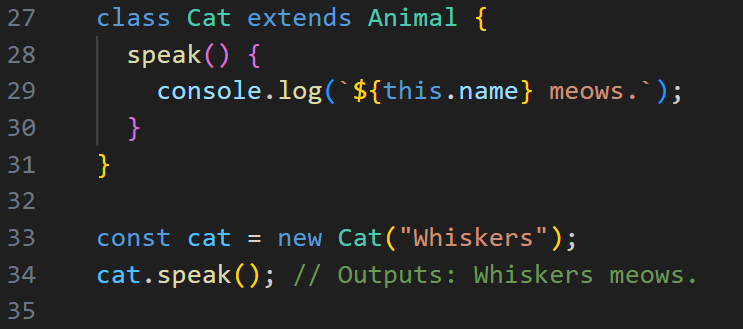 27 class Cat extends Animal {
28   speak() {
29     console.log(`${this.name} meows.`);
30   }
31 }
32
33 const cat = new Cat("Whiskers");
34 cat.speak(); // Outputs: Whiskers meows.
35